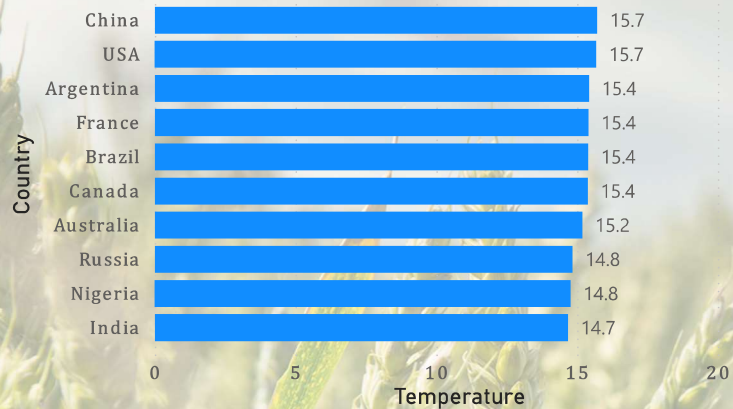 China 15.7
USA 15.7
Argentina 15.4
France 15.4
Brazil 15.4
Canada 15.4
Australia 15.2
Russia 14.8
Nigeria 14.8
India 14.7
Country
0 5 10 15 20
Temperature